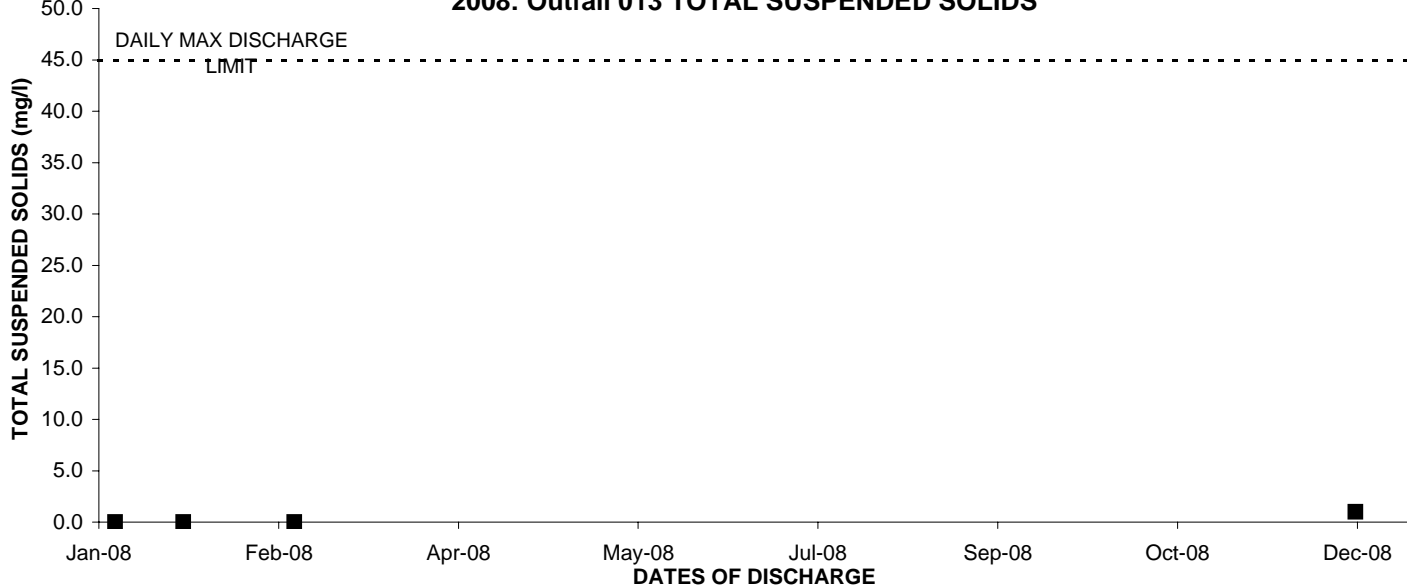 2008: Outfall 013 TOTAL SUSPENDED SOLIDS
50.0
DAILY MAX DISCHARGE
LIMIT
45.0
40.0
35.0
30.0
25.0
20.0
15.0
10.0
5.0
0.0
TOTAL SUSPENDED SOLIDS (mg/l)
Jan-08 Feb-08 Apr-08 May-08 Jul-08 Sep-08 Oct-08 Dec-08
DATES OF DISCHARGE